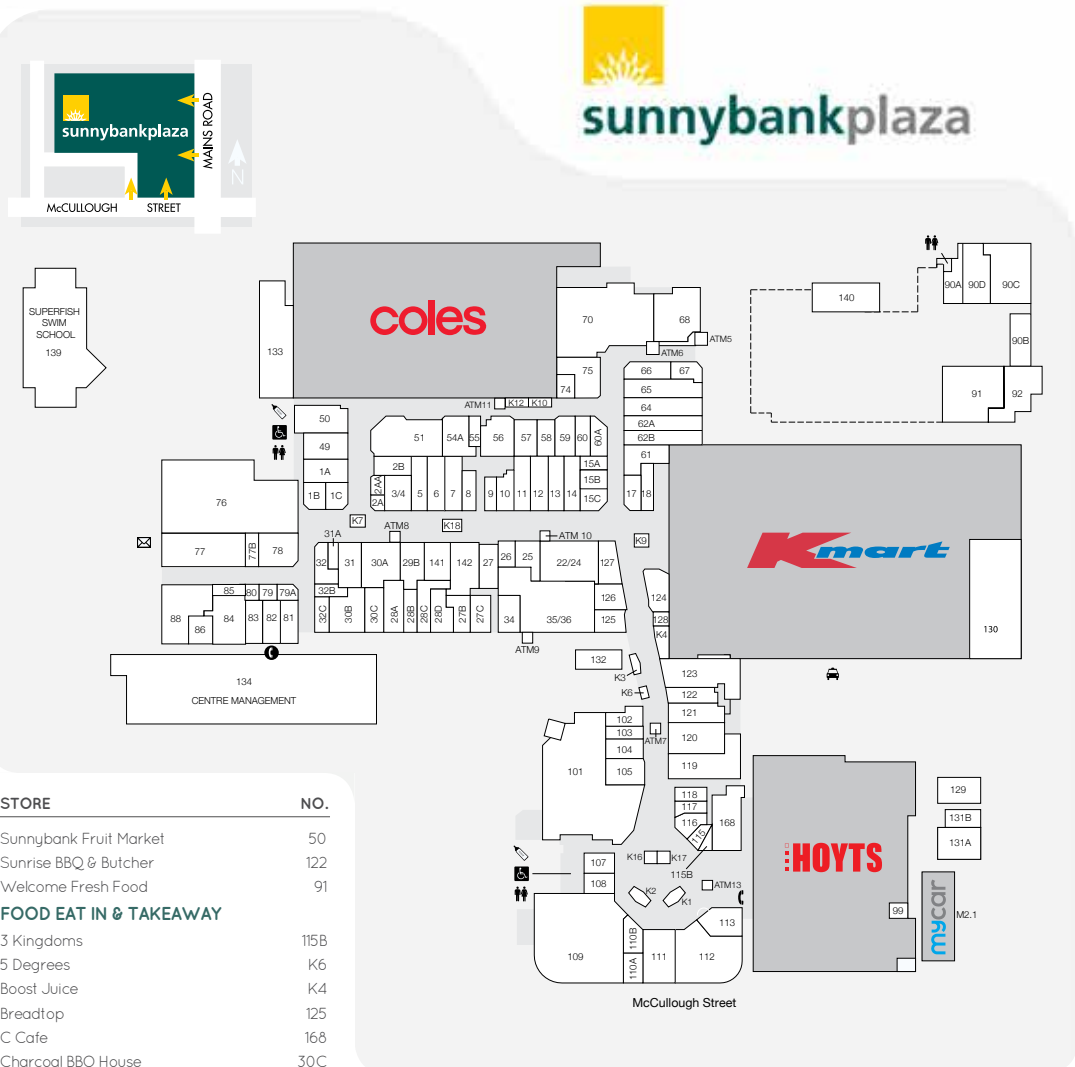 sunnybankplaza
sunnybankplaza
MAINS ROAD
N
McCULLOUGH STREET
SUPERFISH
SWIM
SCHOOL
139
133
coles
70
68
ATM5
ATM6
75
74
66
67
65
64
62A
62B
61
140
90A
90D
90C
90B
91
92
ATM11
K12
K10
50
49
1A
1B
1C
51
54A
55
56
57
58
59
60
60A
2B
2AA
2A
3/4
5
6
7
8
9
10
11
12
13
14
15A
15B
15C
17
18
76
77
77B
78
K7
ATM8
K18
ATM 10
K9
Kmart
130
31A
32
31
30A
29B
141
142
27
26
25
22/24
127
32B
32C
30B
30C
28A
28B
28C
28D
27B
27C
34
35/36
126
125
124
128
K4
85
80
79
79A
88
86
84
83
82
81
ATM9
134
CENTRE MANAGEMENT
132
K3
K6
123
122
121
120
119
ATM7
102
103
104
105
101
118
117
116
115
168
115B
K16
K17
107
108
K2
K1
ATM13
113
109
110B
110A
111
112
HOYTS
99
129
131B
131A
mycar
M2.1
McCullough Street
STORE NO.
Sunnybank Fruit Market 50
Sunrise BBQ & Butcher 122
Welcome Fresh Food 91
FOOD EAT IN & TAKEAWAY
3 Kingdoms 115B
5 Degrees K6
Boost Juice K4
Breadtop 125
C Cafe 168
Charcoal BBQ House 30C